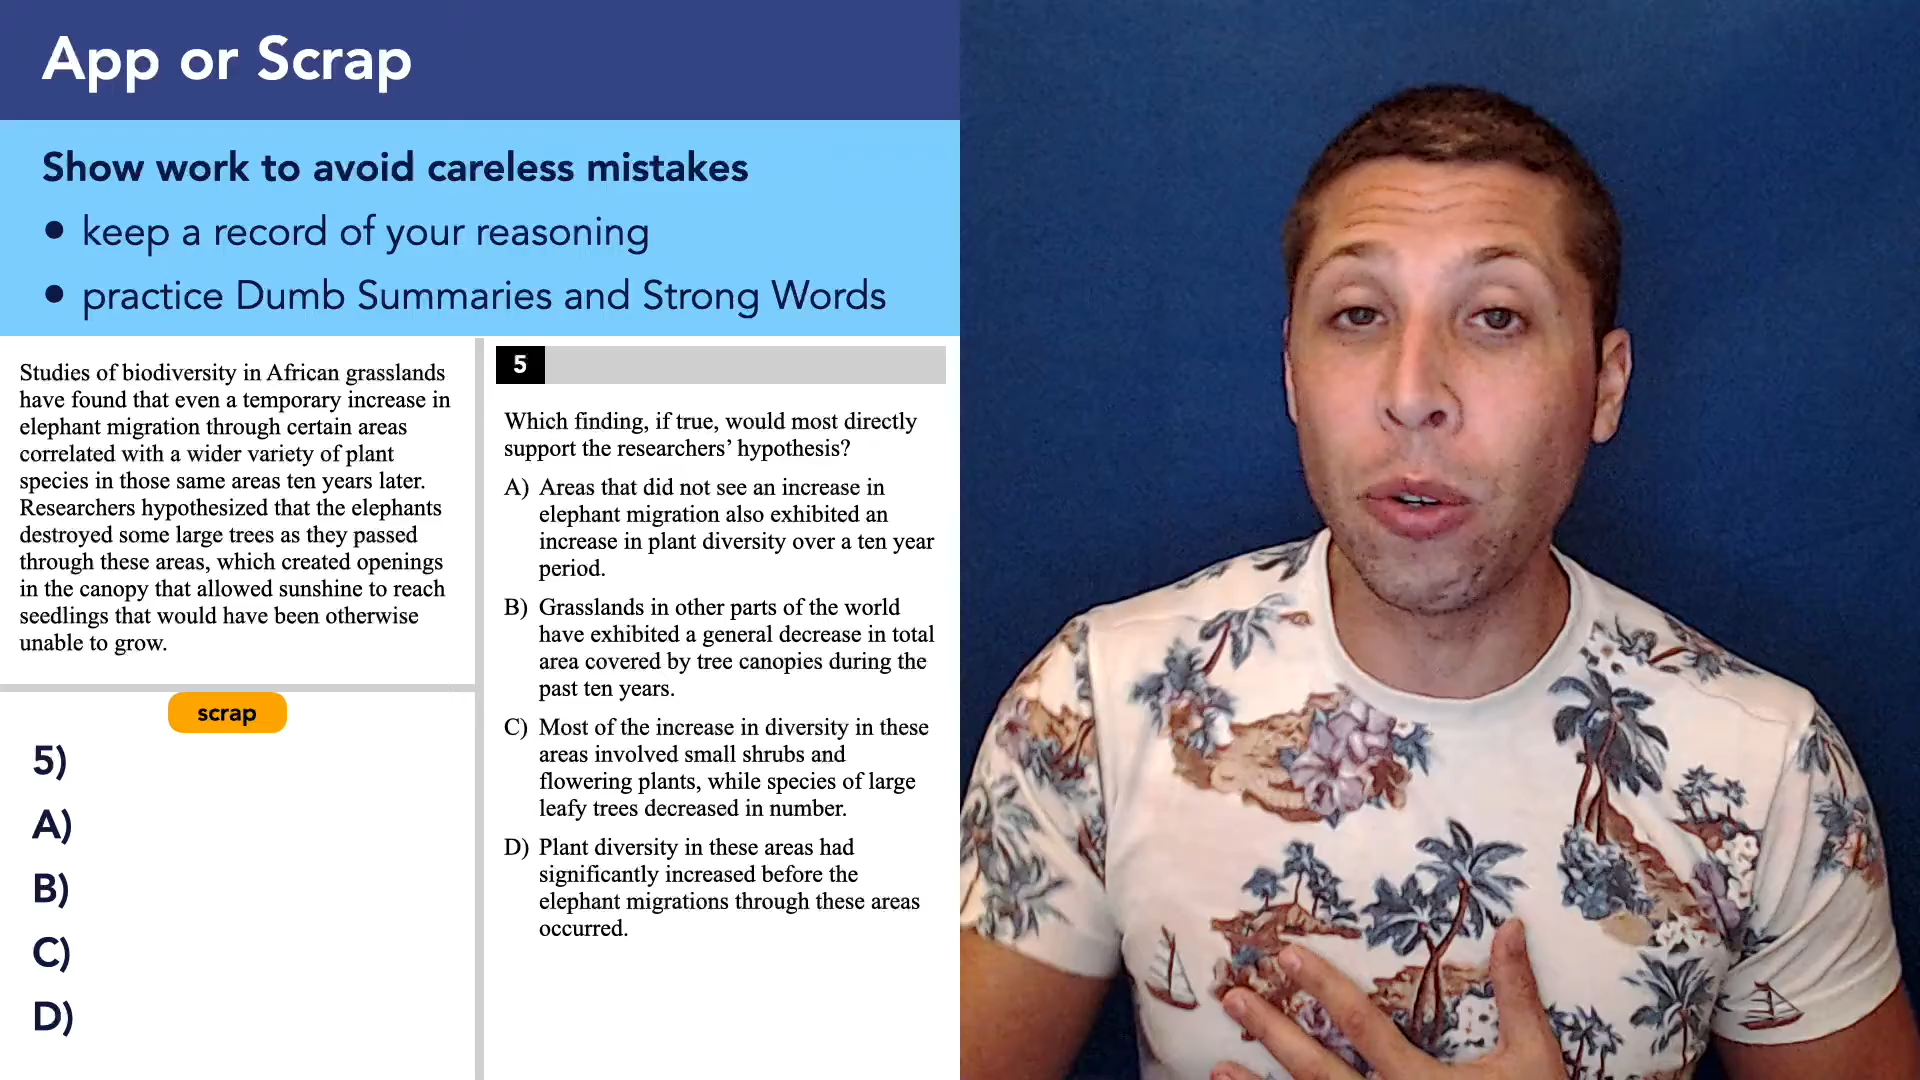 App or Scrap
Show work to avoid careless mistakes
• keep a record of your reasoning
• practice Dumb Summaries and Strong Words
Studies of biodiversity in African grasslands
have found that even a temporary increase in
elephant migration through certain areas
correlated with a wider variety of plant
species in those same areas ten years later.
Researchers hypothesized that the elephants
destroyed some large trees as they passed
through these areas, which created openings
in the canopy that allowed sunshine to reach
seedlings that would have been otherwise
unable to grow.
scrap
5)
A)
B)
C)
D)
5
Which finding, if true, would most directly
support the researchers’ hypothesis?
A) Areas that did not see an increase in
elephant migration also exhibited an
increase in plant diversity over a ten year
period.
B) Grasslands in other parts of the world
have exhibited a general decrease in total
area covered by tree canopies during the
past ten years.
C) Most of the increase in diversity in these
areas involved small shrubs and
flowering plants, while species of large
leafy trees decreased in number.
D) Plant diversity in these areas had
significantly increased before the
elephant migrations through these areas
occurred.